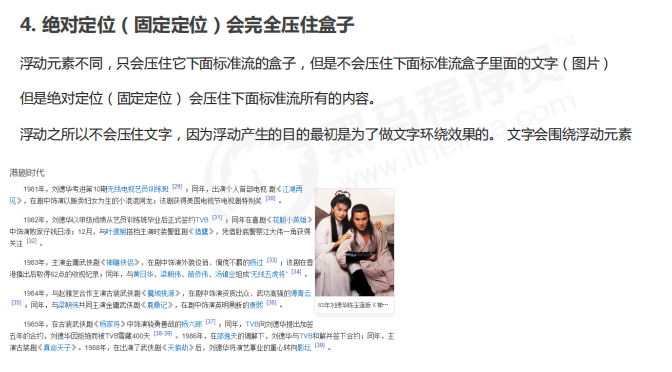 4. 绝对定位（固定定位）会完全压住盒子
浮动元素不同，只会压住它下面标准流的盒子，但是不会压住下面标准流盒子里面的文字（图片）
但是绝对定位（固定定位） 会压住下面标准流所有的内容。
浮动之所以不会压住文字，因为浮动产生的目的最初是为了做文字环绕效果的。 文字会围绕浮动元素
黑马程序员™
www.itheima.com
港剧时代
1981年，刘德华考进第10期无线电视艺员训练班 [29] ；同年，出演个人首部电视 剧《江湖再
见》，在剧中饰演以贩卖妇女为生的小混混阿龙；该剧获得美国电视节电视剧特别奖 [30] 。
1982年，刘德华以甲级成绩从艺员训练班毕业后正式签约TVB [31] ；同年在喜剧《花艇小英雄》
中饰演败家仔钱日添；12月，与叶德娴搭档主演时装警匪剧《猎鹰》，凭借卧底警察江大伟一角获得
关注 [32] 。
1983年，主演金庸武侠剧《神雕侠侣》，在剧中饰演外貌俊俏、倜傥不羁的杨过 [33] ；该剧在香
港播出后取得62点的收视纪录；同年，与黄日华、梁朝伟、苗侨伟、汤镇业组成“无线五虎将” [34] 。
1984年，与赵雅芝合作主演古装武侠剧《魔域桃源》，在剧中饰演资质出众、武功高强的傅青云
[35] ；同年，与梁朝伟共同主演金庸武侠剧《鹿鼎记》，在剧中饰演英明果断的康熙 [36] 。
1985年，在古装武侠剧《杨家将》中饰演骁勇善战的杨六郎 [37] ；同年，TVB向刘德华提出加签
五年的合约，刘德华因拒绝而被TVB雪藏400天 [38-39] 。1986年，在邵逸夫的调解下，刘德华与TVB和解并签下合约；同年，主
演古装剧《真命天子》。1988年，在出演了武侠剧《天狼劫》后，刘德华将演艺事业的重心转向影坛 [39] 。
83年刘德华陈玉莲版